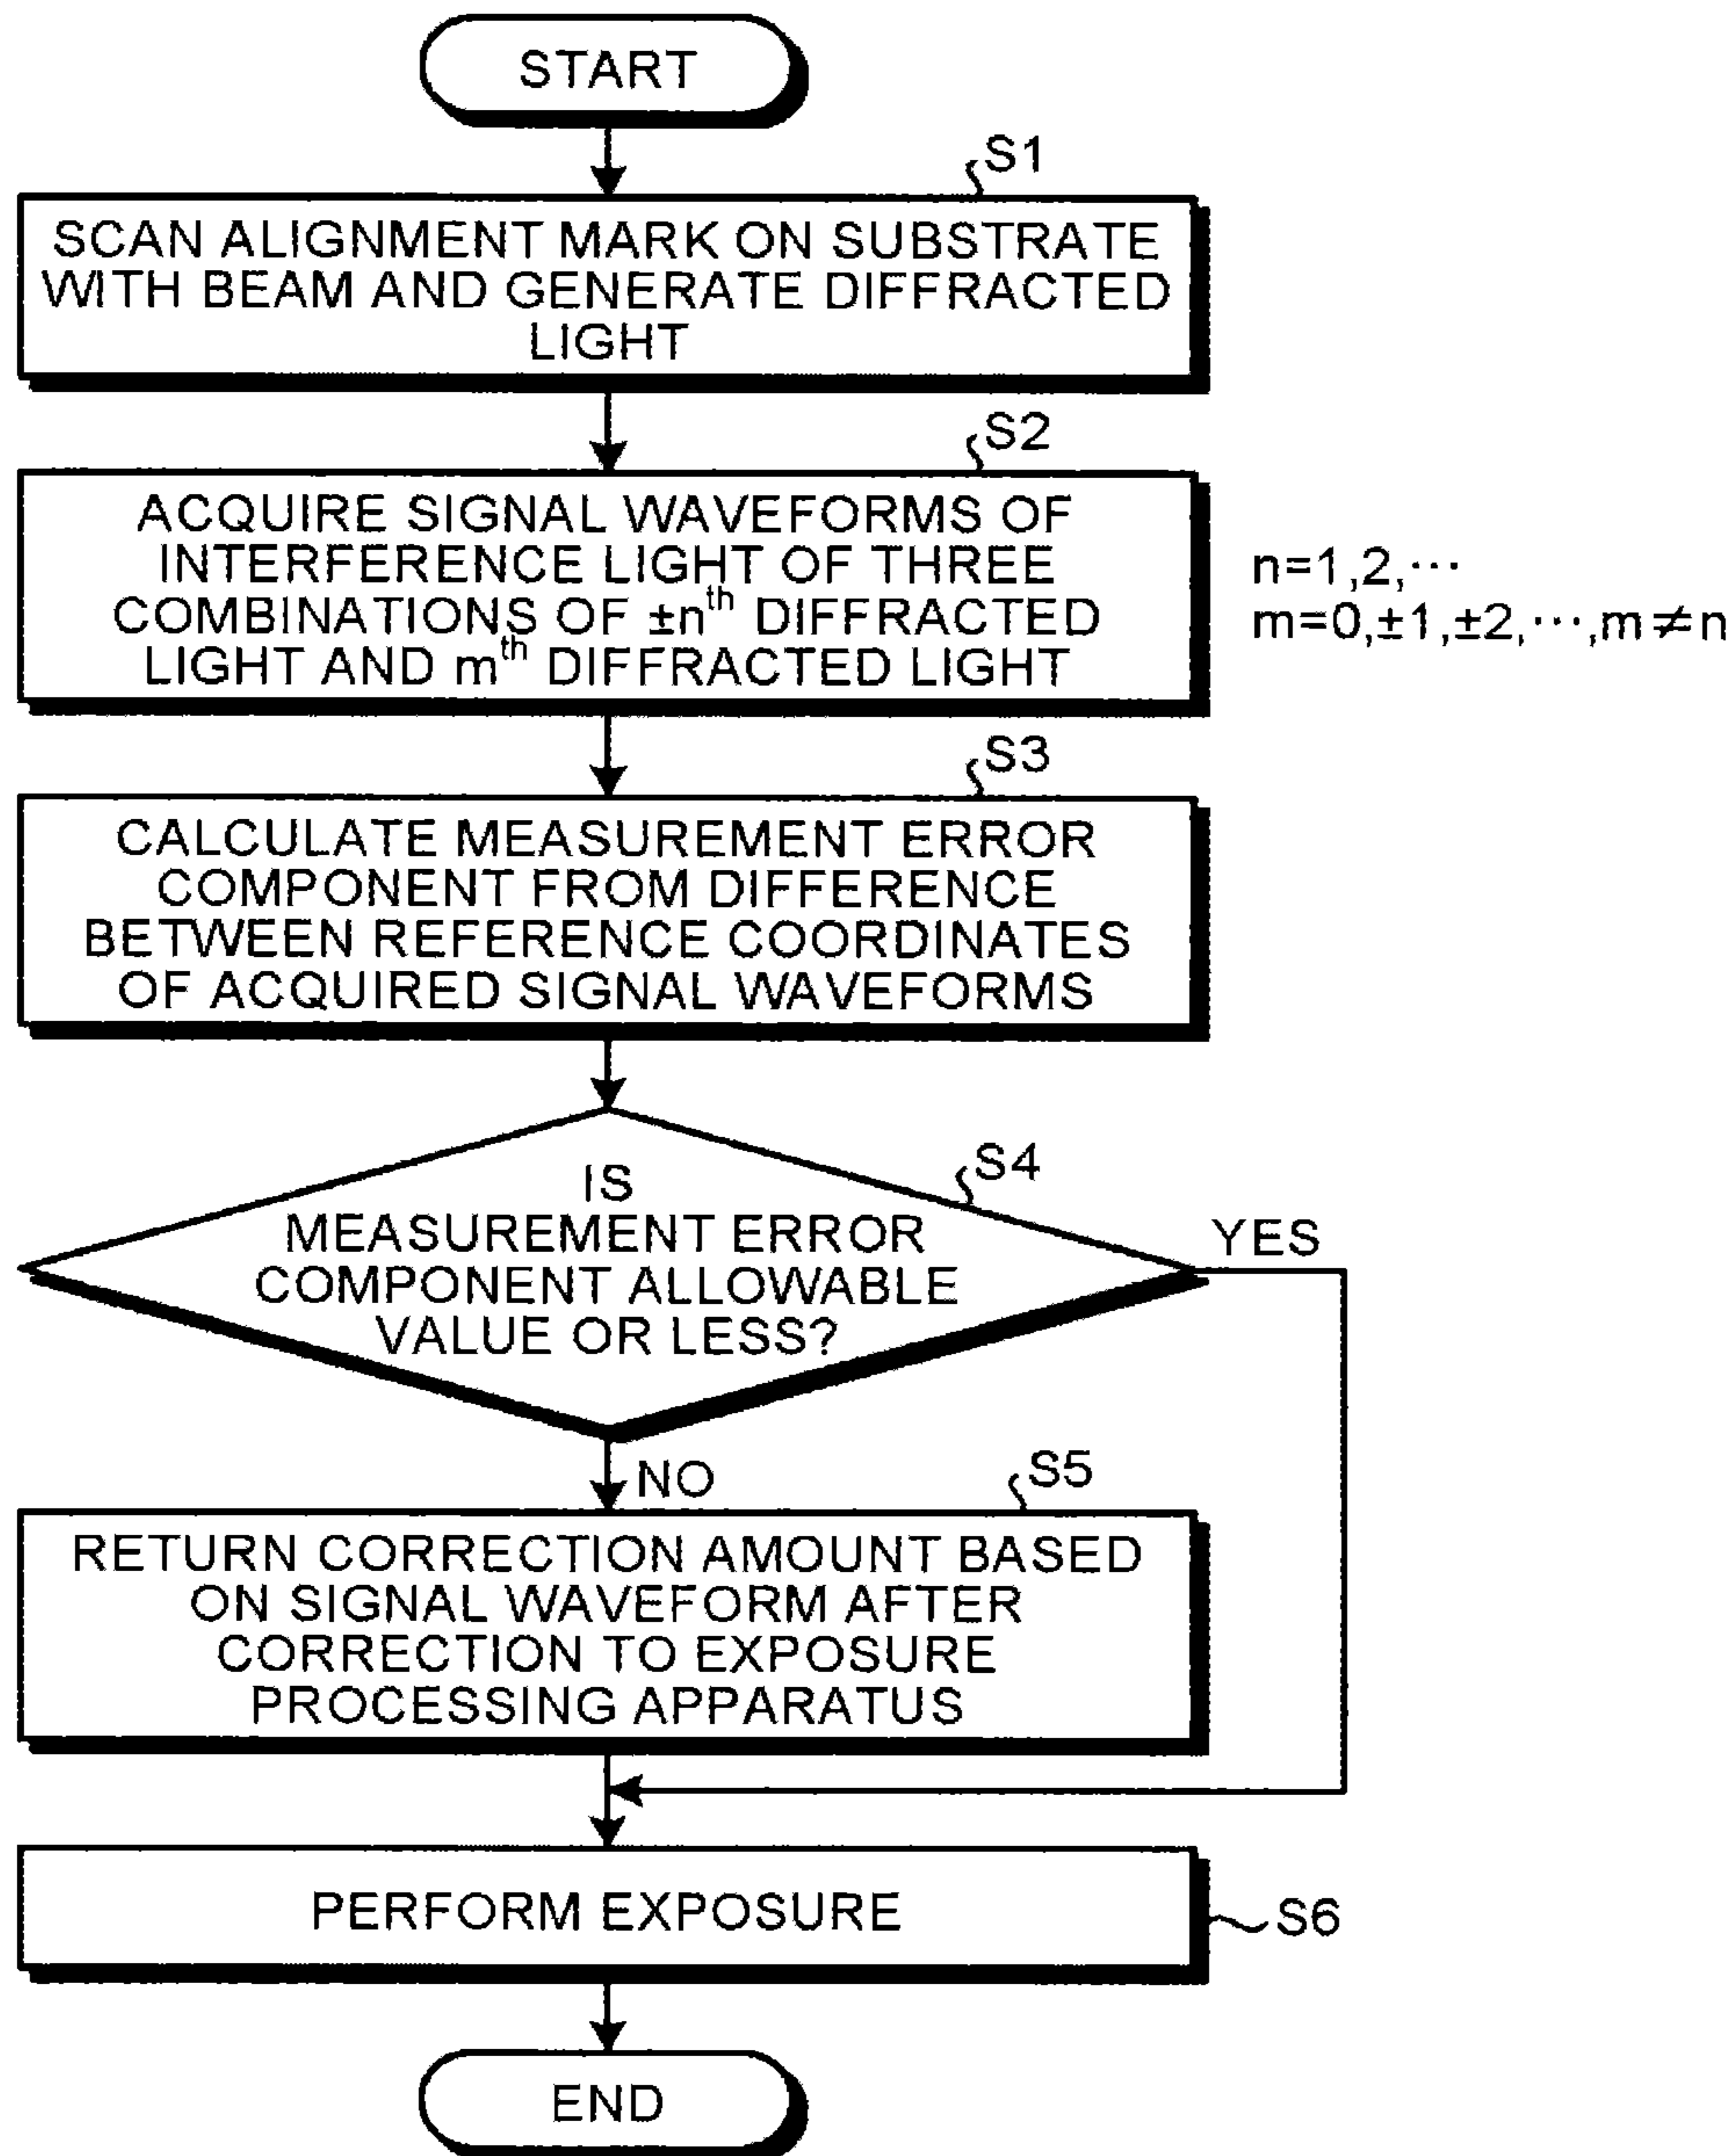 START
S1
SCAN ALIGNMENT MARK ON SUBSTRATE
WITH BEAM AND GENERATE DIFFRACTED
LIGHT
S2
ACQUIRE SIGNAL WAVEFORMS OF
INTERFERENCE LIGHT OF THREE
COMBINATIONS OF ±nth DIFFRACTED
LIGHT AND mth DIFFRACTED LIGHT
n=1,2,···
m=0,±1,±2,···,m≠n
S3
CALCULATE MEASUREMENT ERROR
COMPONENT FROM DIFFERENCE
BETWEEN REFERENCE COORDINATES
OF ACQUIRED SIGNAL WAVEFORMS
S4
IS
MEASUREMENT ERROR
COMPONENT ALLOWABLE
VALUE OR LESS?
YES
NO
S5
RETURN CORRECTION AMOUNT BASED
ON SIGNAL WAVEFORM AFTER
CORRECTION TO EXPOSURE
PROCESSING APPARATUS
PERFORM EXPOSURE
S6
END